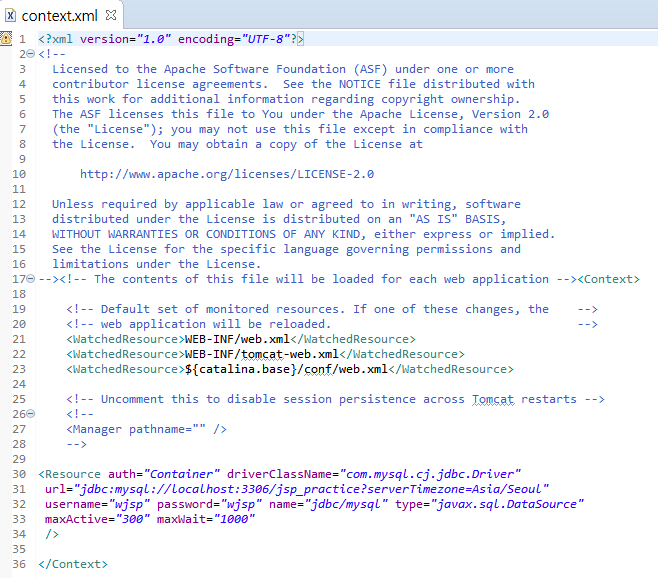 context.xml
1 <?xml version="1.0" encoding="UTF-8"?>
2 <!--
3 Licensed to the Apache Software Foundation (ASF) under one or more
4 contributor license agreements.  See the NOTICE file distributed with
5 this work for additional information regarding copyright ownership.
6 The ASF licenses this file to You under the Apache License, Version 2.0
7 (the "License"); you may not use this file except in compliance with
8 the License.  You may obtain a copy of the License at
9
10 http://www.apache.org/licenses/LICENSE-2.0
11
12 Unless required by applicable law or agreed to in writing, software
13 distributed under the License is distributed on an "AS IS" BASIS,
14 WITHOUT WARRANTIES OR CONDITIONS OF ANY KIND, either express or implied.
15 See the License for the specific language governing permissions and
16 limitations under the License.
17 --><!-- The contents of this file will be loaded for each web application --><Context>
18
19 <!-- Default set of monitored resources. If one of these changes, the    -->
20 <!-- web application will be reloaded.                                   -->
21 <WatchedResource>WEB-INF/web.xml</WatchedResource>
22 <WatchedResource>WEB-INF/tomcat-web.xml</WatchedResource>
23 <WatchedResource>${catalina.base}/conf/web.xml</WatchedResource>
24
25 <!-- Uncomment this to disable session persistence across Tomcat restarts -->
26 <!--
27 <Manager pathname="" />
28 -->
29
30 <Resource auth="Container" driverClassName="com.mysql.cj.jdbc.Driver"
31 url="jdbc:mysql://localhost:3306/jsp_practice?serverTimezone=Asia/Seoul"
32 username="wjsp" password="wjsp" name="jdbc/mysql" type="javax.sql.DataSource"
33 maxActive="300" maxWait="1000"
34 />
35
36 </Context>